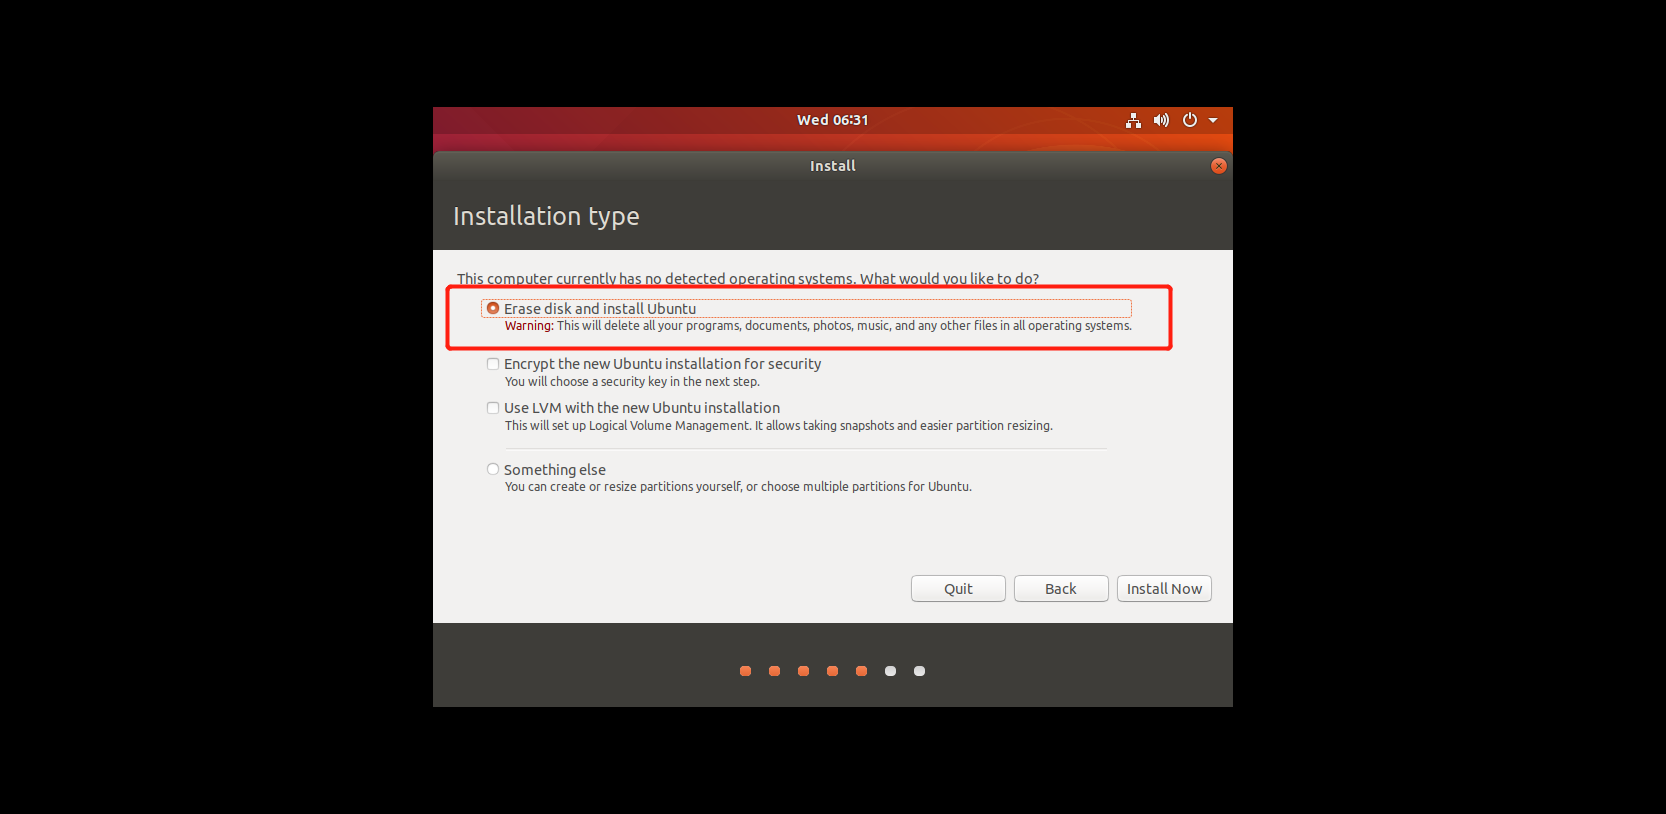 Wed 06:31
Install
Installation type
This computer currently has no detected operating systems. What would you like to do?
Erase disk and install Ubuntu
Warning: This will delete all your programs, documents, photos, music, and any other files in all operating systems.
Encrypt the new Ubuntu installation for security
You will choose a security key in the next step.
Use LVM with the new Ubuntu installation
This will set up Logical Volume Management. It allows taking snapshots and easier partition resizing.
Something else
You can create or resize partitions yourself, or choose multiple partitions for Ubuntu.
Quit
Back
Install Now